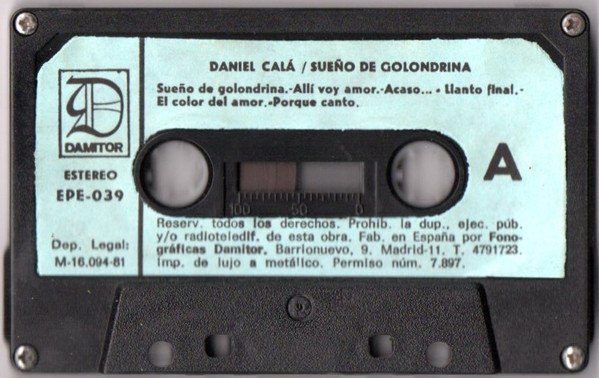 DANIEL CALÁ / SUEÑO DE GOLONDRINA
Sueño de golondrina.-Allí voy amor.-Acaso... - Llanto final.-
El color del amor.-Porque canto.
D
DAMITOR
ESTEREO
EPE-039
A
100 50 0
Dep. Legal:
M-16.094-81
Reserv. todos los derechos. Prohib. la dup., ejec. púb.
y/o radioteledif. de esta obra. Fab. en España por Fono-
gráficas Damitor. Barrionuevo, 9. Madrid-11. T. 4791723.
Imp. de lujo a metálico. Permiso núm. 7.897.
2